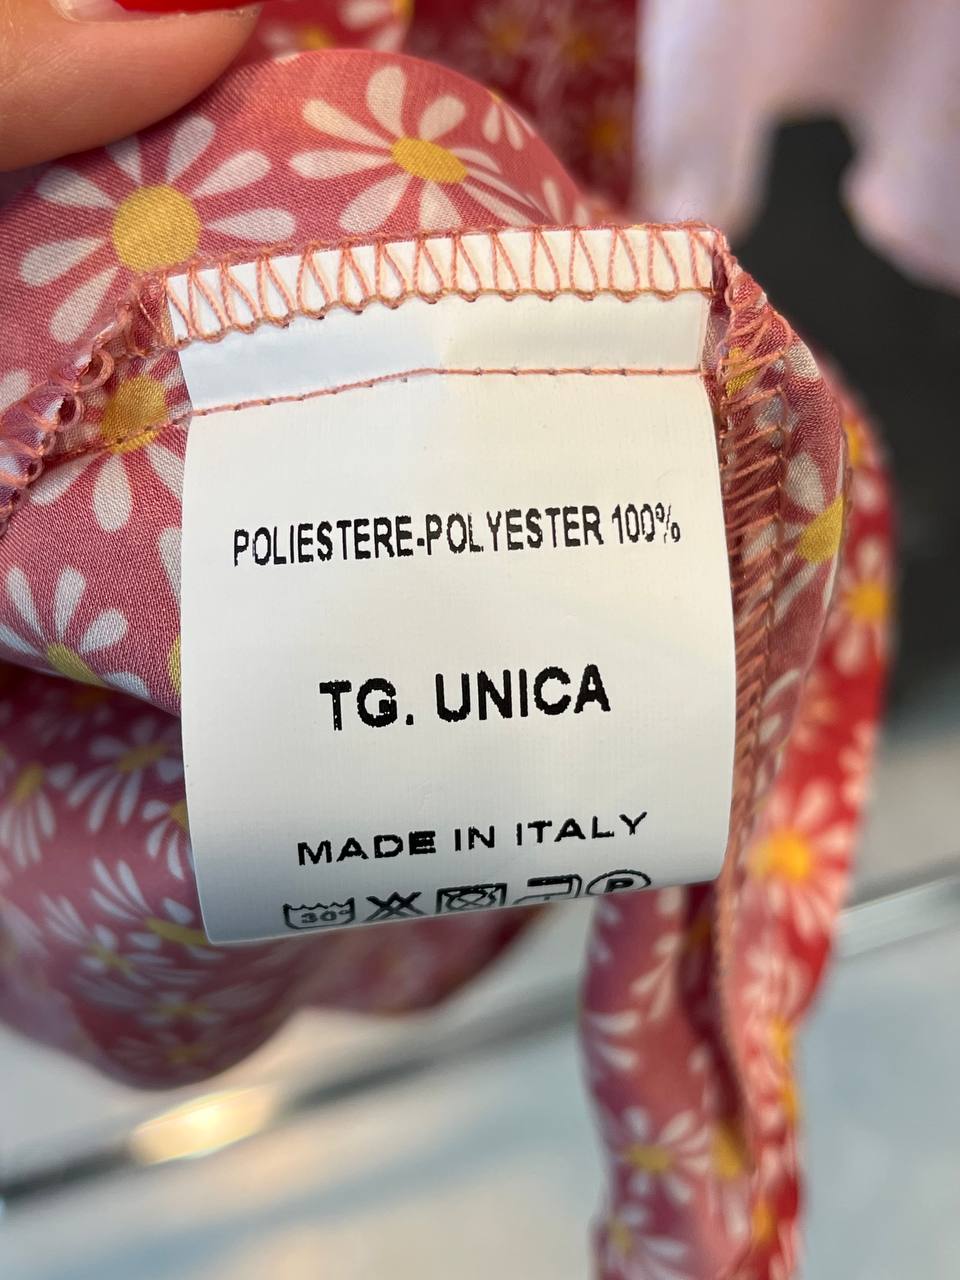 POLIESTERE-POLYESTER 100%
TG. UNICA
MADE IN ITALY
30° P